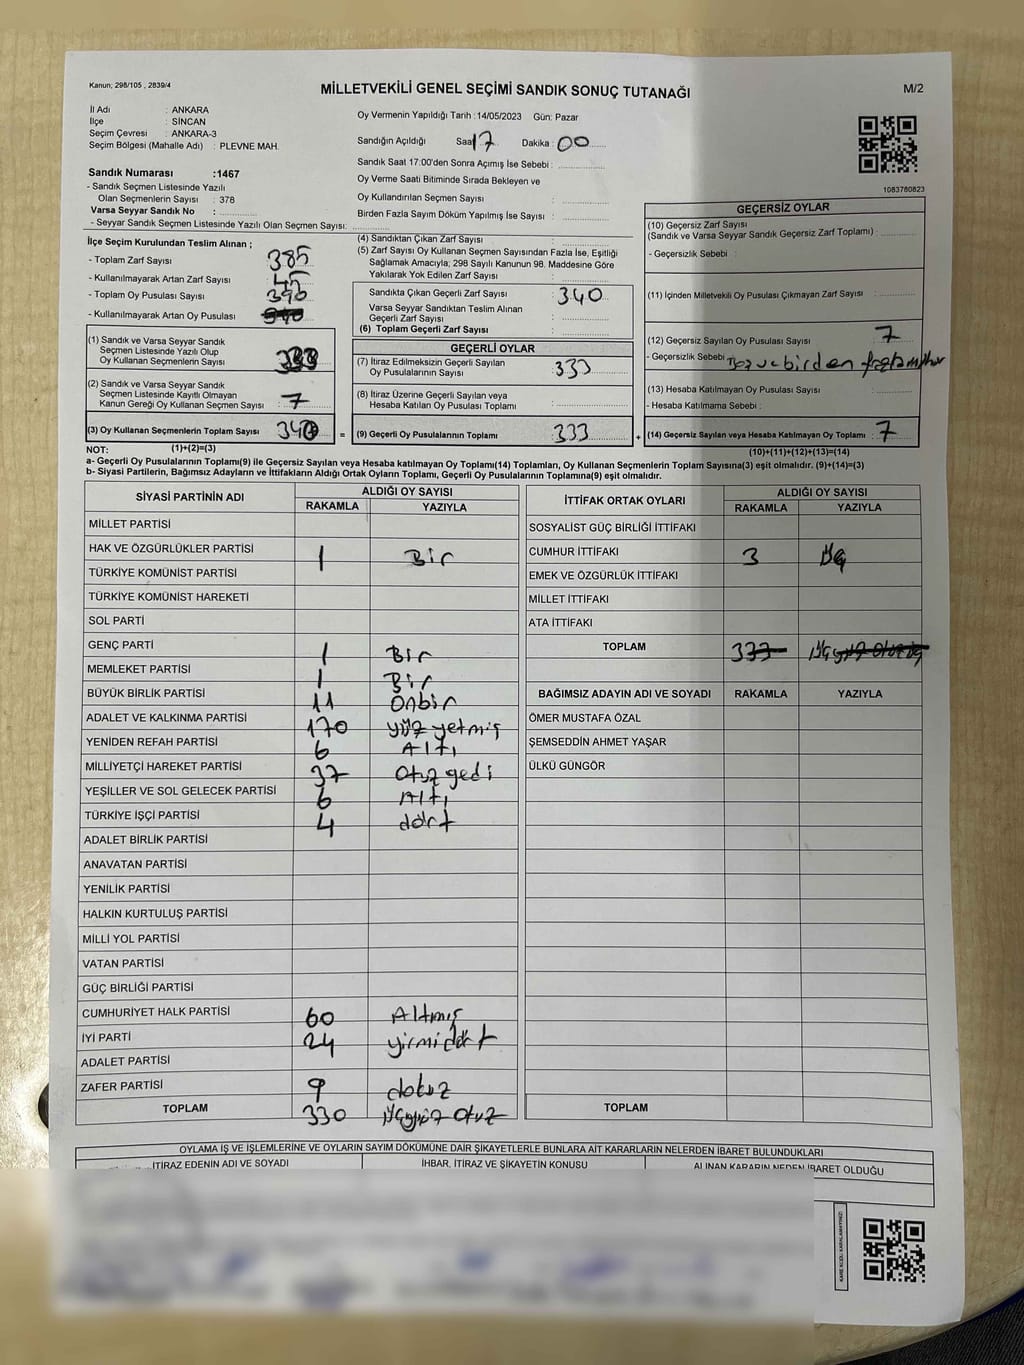 Kanun; 298/105 , 2839/4
MİLLETVEKİLİ GENEL SEÇİMİ SANDIK SONUÇ TUTANAĞI
M/2
İl Adı : ANKARA
İlçe : SİNCAN
Seçim Çevresi : ANKARA-3
Seçim Bölgesi (Mahalle Adı) : PLEVNE MAH.
Sandık Numarası :1467
- Sandık Seçmen Listesinde Yazılı
Olan Seçmenlerin Sayısı : 378
Varsa Seyyar Sandık No :
- Seyyar Sandık Seçmen Listesinde Yazılı Olan Seçmen Sayısı:
Oy Vermenin Yapıldığı Tarih : 14/05/2023 Gün: Pazar
Sandığın Açıldığı Saat 17 Dakika : 00
Sandık Saat 17:00'den Sonra Açımış İse Sebebi :
Oy Verme Saati Bitiminde Sırada Bekleyen ve
Oy Kullandırılan Seçmen Sayısı :
Birden Fazla Sayım Döküm Yapılmış İse Sayısı :
1083780823
İlçe Seçim Kurulundan Teslim Alınan ;
- Toplam Zarf Sayısı 385
- Kullanılmayarak Artan Zarf Sayısı 45
- Toplam Oy Pusulası Sayısı
- Kullanılmayarak Artan Oy Pusulası
(1) Sandık ve Varsa Seyyar Sandık
Seçmen Listesinde Yazılı Olup
Oy Kullanan Seçmenlerin Sayısı 333
(2) Sandık ve Varsa Seyyar Sandık
Seçmen Listesinde Kayıtlı Olmayan
Kanun Gereği Oy Kullanan Seçmen Sayısı 7
(3) Oy Kullanan Seçmenlerin Toplam Sayısı 340 =
(1)+(2)=(3)
(4) Sandıktan Çıkan Zarf Sayısı :
(5) Zarf Sayısı Oy Kullanan Seçmen Sayısından Fazla İse, Eşitliği
Sağlamak Amacıyla; 298 Sayılı Kanunun 98. Maddesine Göre
Yakılarak Yok Edilen Zarf Sayısı :
Sandıkta Çıkan Geçerli Zarf Sayısı : 340
Varsa Seyyar Sandıktan Teslim Alınan
Geçerli Zarf Sayısı :
(6) Toplam Geçerli Zarf Sayısı :
GEÇERLİ OYLAR
(7) İtiraz Edilmeksizin Geçerli Sayılan
Oy Pusulalarının Sayısı : 333
(8) İtiraz Üzerine Geçerli Sayılan veya
Hesaba Katılan Oy Pusulası Toplamı :
(9) Geçerli Oy Pusulalarının Toplamı : 333 +
GEÇERSİZ OYLAR
(10) Geçersiz Zarf Sayısı
(Sandık ve Varsa Seyyar Sandık Geçersiz Zarf Toplamı) :
- Geçersizlik Sebebi :
(11) İçinden Milletvekili Oy Pusulası Çıkmayan Zarf Sayısı :
(12) Geçersiz Sayılan Oy Pusulası Sayısı : 7
- Geçersizlik Sebebi : birden
(13) Hesaba Katılmayan Oy Pusulası Sayısı :
- Hesaba Katılmama Sebebi :
(14) Geçersiz Sayılan veya Hesaba Katılmayan Oy Toplamı : 7
(10)+(11)+(12)+(13)=(14)
NOT:
a- Geçerli Oy Pusulalarının Toplamı(9) ile Geçersiz Sayılan veya Hesaba katılmayan Oy Toplamı(14) Toplamları, Oy Kullanan Seçmenlerin Toplam Sayısına(3) eşit olmalıdır. (9)+(14)=(3)
b- Siyasi Partilerin, Bağımsız Adayların ve İttifakların Aldığı Ortak Oyların Toplamı, Geçerli Oy Pusulalarının Toplamına(9) eşit olmalıdır.
SİYASİ PARTİNİN ADI ALDIĞI OY SAYISI
RAKAMLA YAZIYLA
MİLLET PARTİSİ
HAK VE ÖZGÜRLÜKLER PARTİSİ 1 Bir
TÜRKİYE KOMÜNİST PARTİSİ
TÜRKİYE KOMÜNİST HAREKETİ
SOL PARTİ
GENÇ PARTİ 1 Bir
MEMLEKET PARTİSİ 1 Bir
BÜYÜK BİRLİK PARTİSİ 11 onbir
ADALET VE KALKINMA PARTİSİ 170 yüz yetmiş
YENİDEN REFAH PARTİSİ 6 Altı
MİLLİYETÇİ HAREKET PARTİSİ 37 otuz yedi
YEŞİLLER VE SOL GELECEK PARTİSİ 6 Altı
TÜRKİYE İŞÇİ PARTİSİ 4 dört
ADALET BİRLİK PARTİSİ
ANAVATAN PARTİSİ
YENİLİK PARTİSİ
HALKIN KURTULUŞ PARTİSİ
MİLLİ YOL PARTİSİ
VATAN PARTİSİ
GÜÇ BİRLİĞİ PARTİSİ
CUMHURİYET HALK PARTİSİ 60 Altmış
İYİ PARTİ 24 yirmi dört
ADALET PARTİSİ
ZAFER PARTİSİ 9 dokuz
TOPLAM 330 üçyüz otuz
İTTİFAK ORTAK OYLARI ALDIĞI OY SAYISI
RAKAMLA YAZIYLA
SOSYALİST GÜÇ BİRLİĞİ İTTİFAKI
CUMHUR İTTİFAKI 3 üç
EMEK VE ÖZGÜRLÜK İTTİFAKI
MİLLET İTTİFAKI
ATA İTTİFAKI
TOPLAM 333
BAĞIMSIZ ADAYIN ADI VE SOYADI RAKAMLA YAZIYLA
ÖMER MUSTAFA ÖZAL
ŞEMSEDDİN AHMET YAŞAR
ÜLKÜ GÜNGÖR
TOPLAM
OYLAMA İŞ VE İŞLEMLERİNE VE OYLARIN SAYIM DÖKÜMÜNE DAİR ŞİKAYETLERLE BUNLARA AİT KARARLARIN NELERDEN İBARET BULUNDUKLARI
İTİRAZ EDENİN ADI VE SOYADI İHBAR, İTİRAZ VE ŞİKAYETİN KONUSU ALINAN KARARIN NEDEN İBARET OLDUĞU
KARE KODU KARALAMAYINIZ!